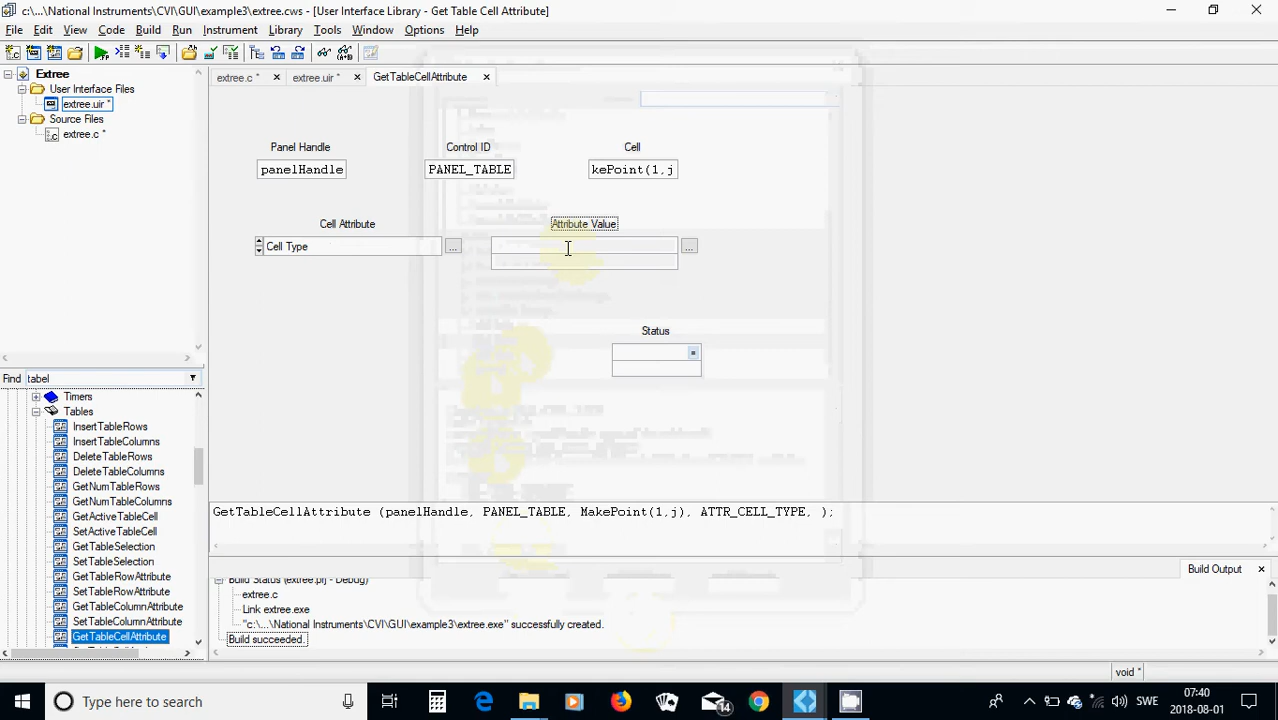 c:\...\National Instruments\CVI\GUI\example3\extree.cws - [User Interface Library - Get Table Cell Attribute]
File Edit View Code Build Run Instrument Library Tools Window Options Help
Extree
User Interface Files
extree.uir *
Source Files
extree.c *
extree.c * extree.uir * GetTableCellAttribute
Panel Handle Control ID Cell
panelHandle PANEL_TABLE kePoint(1,j
Cell Attribute Attribute Value
Cell Type ... ...
Status
Find tabel
Timers
Tables
InsertTableRows
InsertTableColumns
DeleteTableRows
DeleteTableColumns
GetNumTableRows
GetNumTableColumns
GetActiveTableCell
SetActiveTableCell
GetTableSelection
SetTableSelection
GetTableRowAttribute
SetTableRowAttribute
GetTableColumnAttribute
SetTableColumnAttribute
GetTableCellAttribute
GetTableCellAttribute (panelHandle, PANEL_TABLE, MakePoint(1,j), ATTR_CELL_TYPE, );
Build Output
Build Status (extree.prj - Debug)
extree.c
Link extree.exe
"c:\...\National Instruments\CVI\GUI\example3\extree.exe" successfully created.
Build succeeded.
void *
Type here to search
14
SWE
07:40
2018-08-01